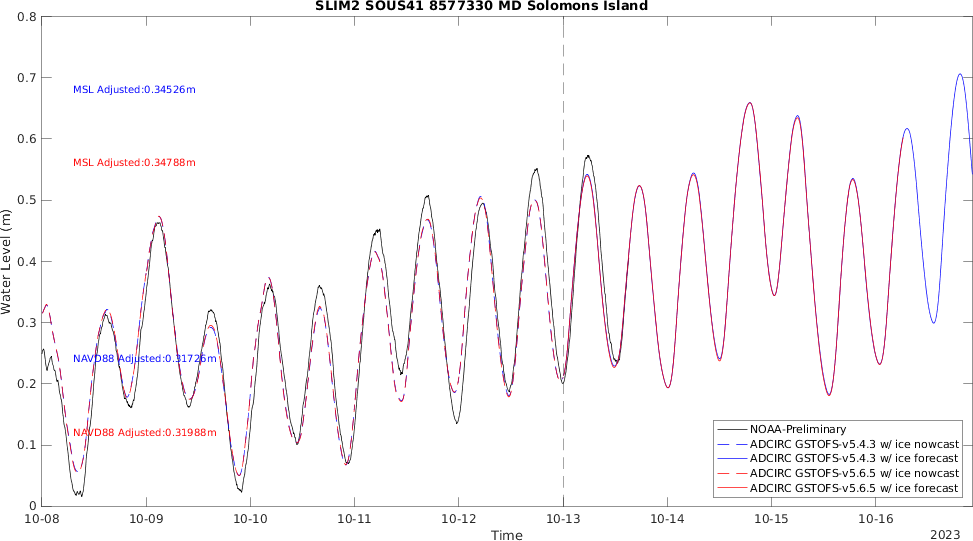 SLIM2 SOUS41 8577330 MD Solomons Island
Water Level (m)
0.8
0.7
0.6
0.5
0.4
0.3
0.2
0.1
0
MSL Adjusted:0.34526m
MSL Adjusted:0.34788m
NAVD88 Adjusted:0.31726m
NAVD88 Adjusted:0.31988m
NOAA-Preliminary
ADCIRC GSTOFS-v5.4.3 w/ ice nowcast
ADCIRC GSTOFS-v5.4.3 w/ ice forecast
ADCIRC GSTOFS-v5.6.5 w/ ice nowcast
ADCIRC GSTOFS-v5.6.5 w/ ice forecast
10-08 10-09 10-10 10-11 10-12 10-13 10-14 10-15 10-16
Time
2023